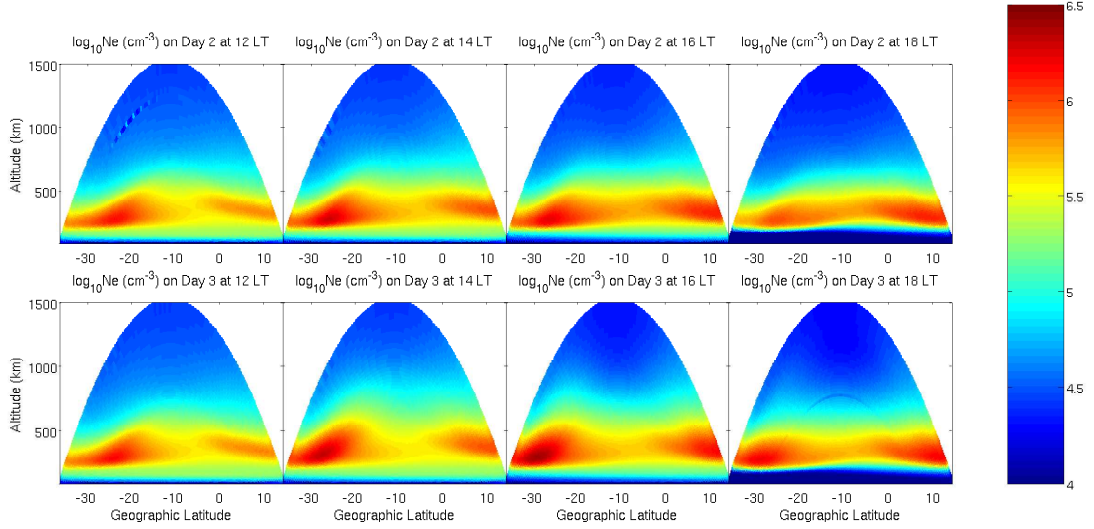 log10Ne (cm-3) on Day 2 at 12 LT
log10Ne (cm-3) on Day 2 at 14 LT
log10Ne (cm-3) on Day 2 at 16 LT
log10Ne (cm-3) on Day 2 at 18 LT
1500
1000
500
Altitude (km)
-30 -20 -10 0 10
-30 -20 -10 0 10
-30 -20 -10 0 10
-30 -20 -10 0 10
log10Ne (cm-3) on Day 3 at 12 LT
log10Ne (cm-3) on Day 3 at 14 LT
log10Ne (cm-3) on Day 3 at 16 LT
log10Ne (cm-3) on Day 3 at 18 LT
1500
1000
500
Altitude (km)
-30 -20 -10 0 10
-30 -20 -10 0 10
-30 -20 -10 0 10
-30 -20 -10 0 10
Geographic Latitude
Geographic Latitude
Geographic Latitude
Geographic Latitude
6.5
6
5.5
5
4.5
4